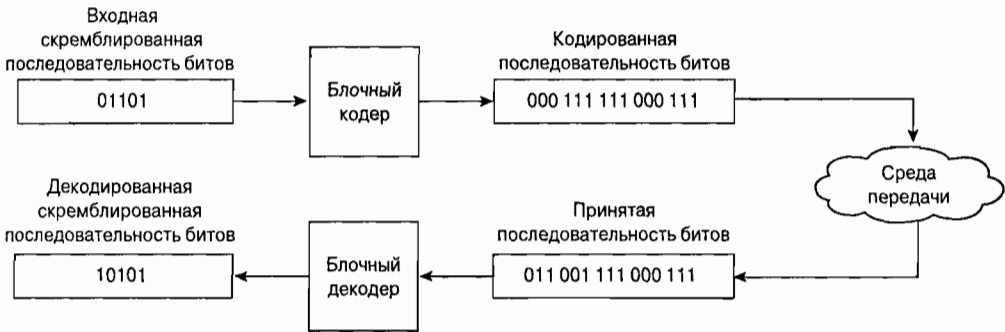 Входная
скремблированная
последовательность битов
01101
Блочный
кодер
Кодированная
последовательность битов
000 111 111 000 111
Среда
передачи
Декодированная
скремблированная
последовательность битов
10101
Блочный
декодер
Принятая
последовательность битов
011 001 111 000 111